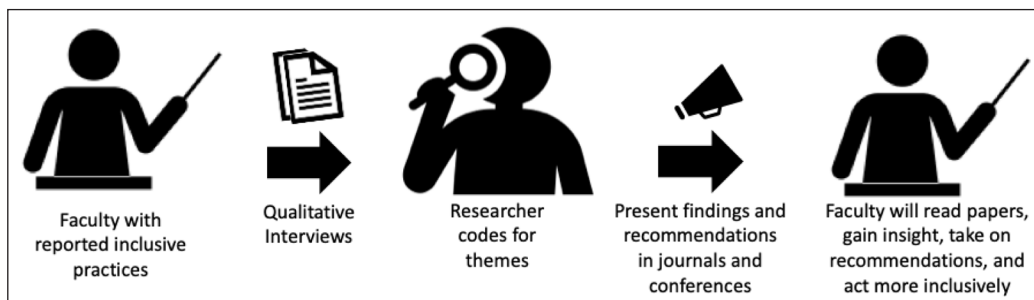 Faculty with
reported inclusive
practices
Qualitative
Interviews
Researcher
codes for
themes
Present findings and
recommendations
in journals and
conferences
Faculty will read papers,
gain insight, take on
recommendations, and
act more inclusively